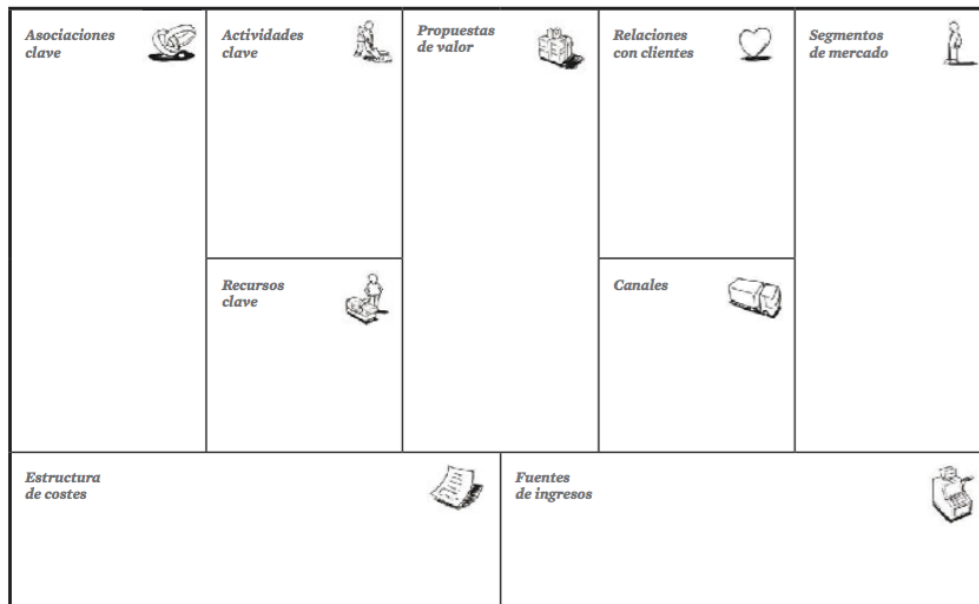 Asociaciones
clave
Actividades
clave
Propuestas
de valor
Relaciones
con clientes
Segmentos
de mercado
Recursos
clave
Canales
Estructura
de costes
Fuentes
de ingresos